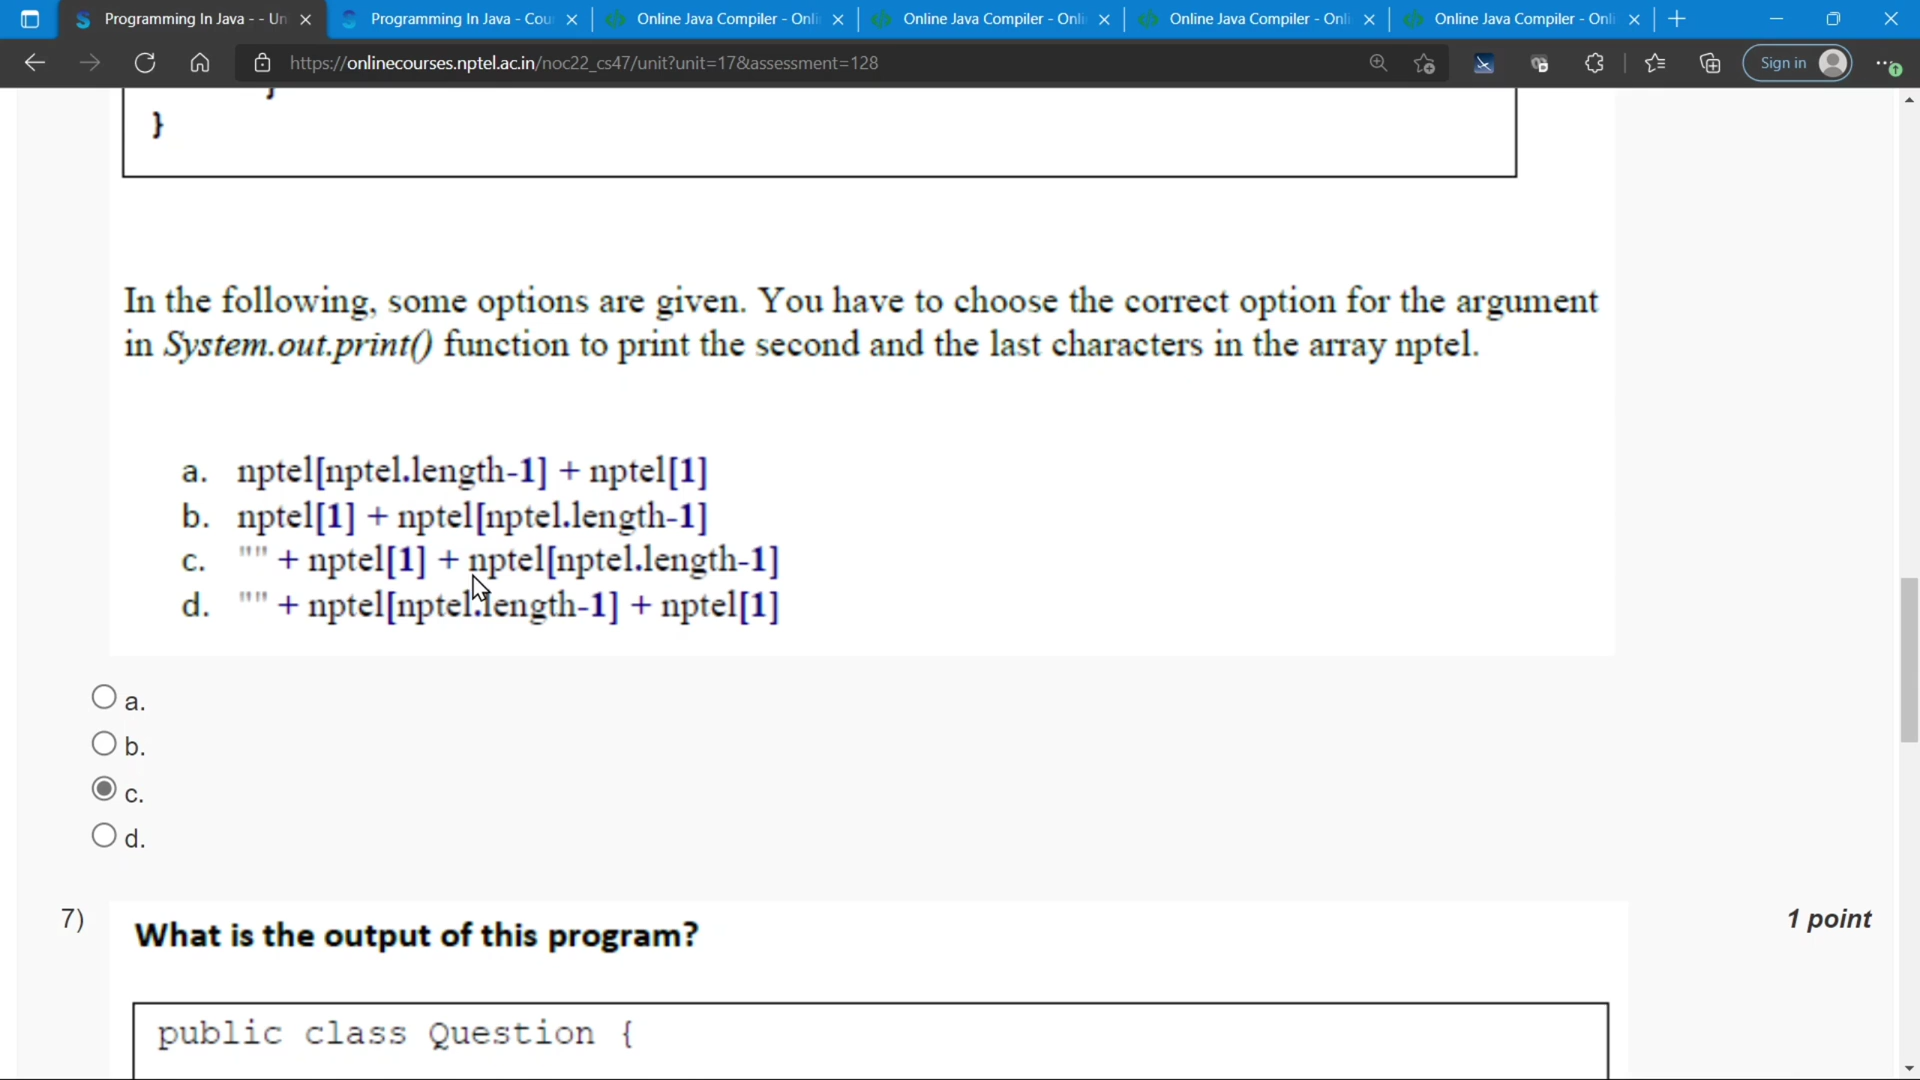 Programming In Java - - Un
Programming In Java - Cou
Online Java Compiler - Onli
Online Java Compiler - Onli
Online Java Compiler - Onli
Online Java Compiler - Onli
https://onlinecourses.nptel.ac.in/noc22_cs47/unit?unit=17&assessment=128
Sign in
}
}
In the following, some options are given. You have to choose the correct option for the argument
in System.out.print() function to print the second and the last characters in the array nptel.
a. nptel[nptel.length-1] + nptel[1]
b. nptel[1] + nptel[nptel.length-1]
c. "" + nptel[1] + nptel[nptel.length-1]
d. "" + nptel[nptel.length-1] + nptel[1]
a.
b.
c.
d.
7)
What is the output of this program?
1 point
public class Question {